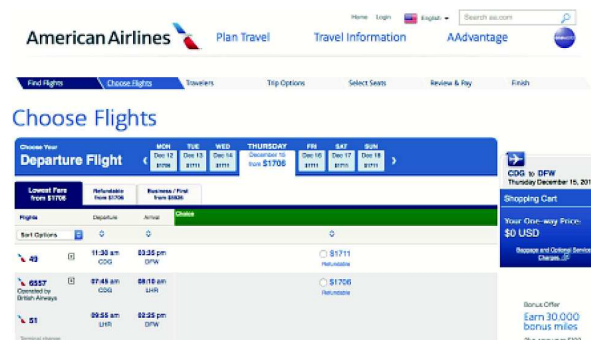 Home Login English Search aa.com
American Airlines Plan Travel Travel Information AAdvantage
Find Flights Choose Flights Travelers Trip Options Select Seats Review & Pay Finish
Choose Flights
Choose Your
Departure Flight
MON TUE WED THURSDAY FRI SAT SUN
Dec 12 Dec 13 Dec 14 December 15 Dec 16 Dec 17 Dec 18
$1706 $1711 $1711 from $1706 $1711 $1711 $1711
CDG to DFW
Thursday December 15, 201
Lowest Fare Refundable Business / First
from $1706 from $1706
Shopping Cart
Flights Departure Arrival Choice
Your One-way Price:
$0 USD
Sort Options
Baggage and Optional Service
Charges
49 11:30 am 03:35 pm $1711
CDG DFW Refundable
6557 07:45 am 08:10 am $1706
Operated by CDG LHR Refundable
British Airways
Bonus Offer
Earn 30,000
bonus miles
51 09:55 am 02:25 pm
LHR DFW
Terminal change